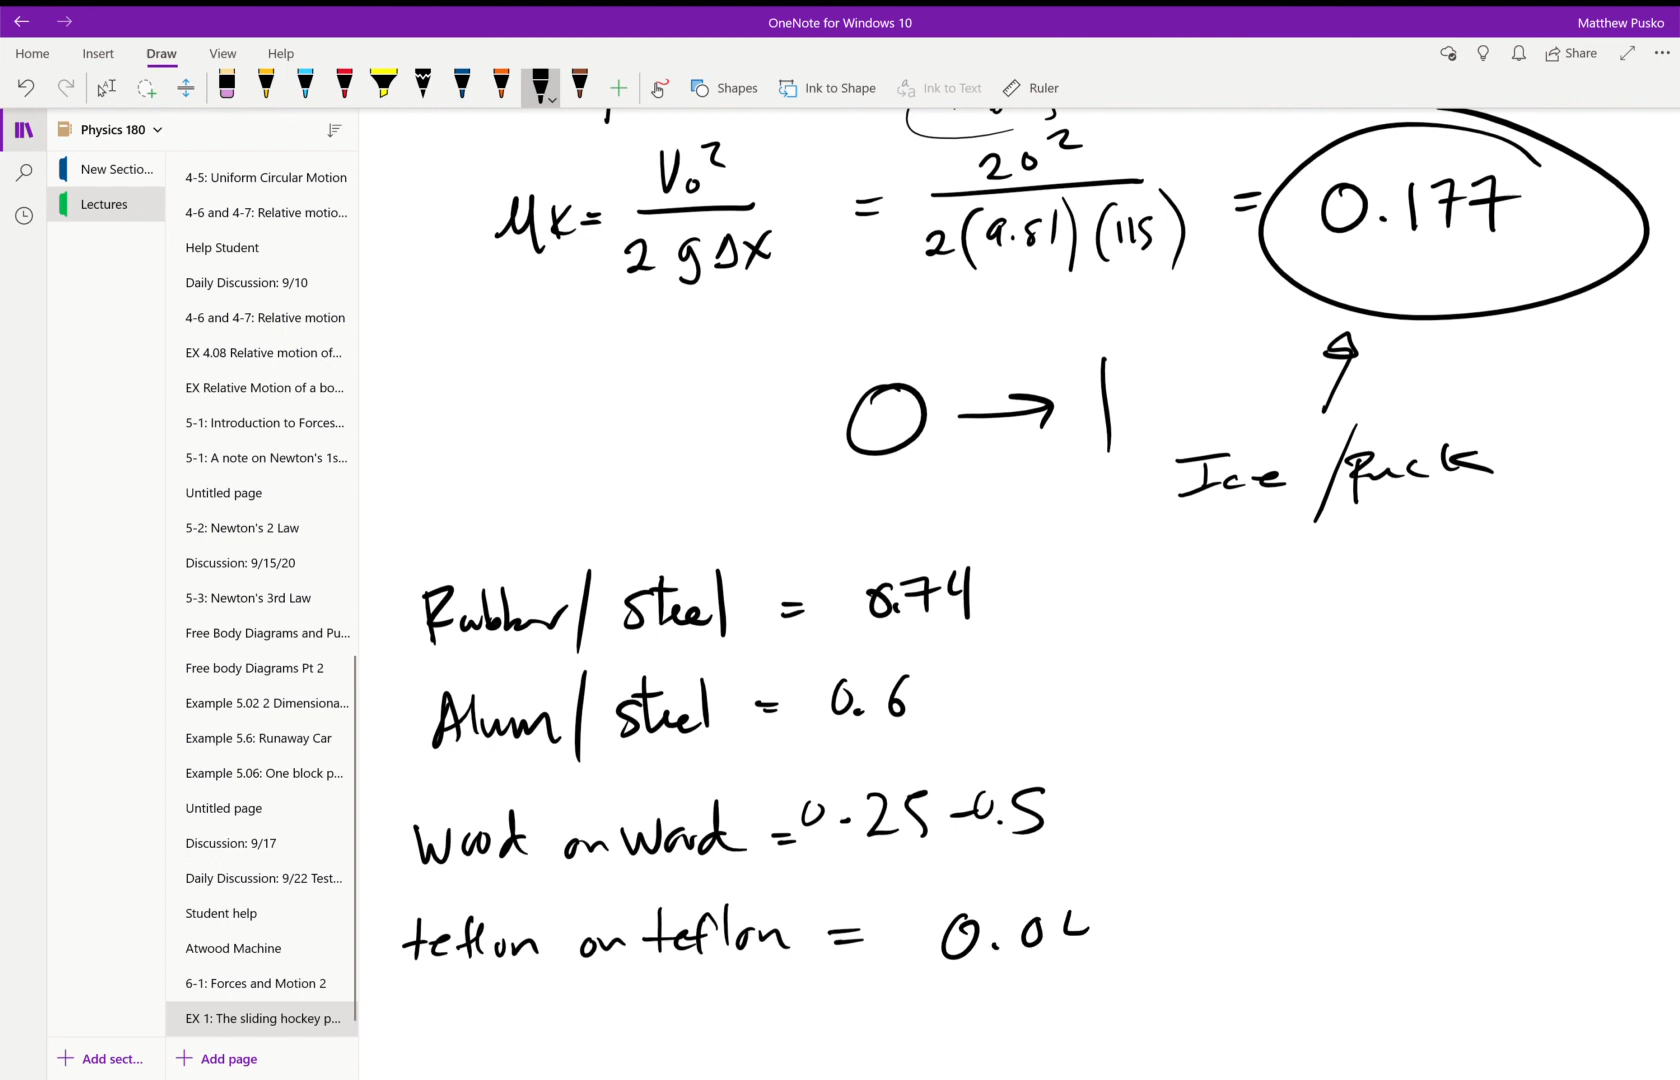 OneNote for Windows 10
Matthew Pusko
Home Insert Draw View Help
Share
Shapes Ink to Shape Ink to Text Ruler
Physics 180
New Sectio...
Lectures
4-5: Uniform Circular Motion
4-6 and 4-7: Relative motio...
Help Student
Daily Discussion: 9/10
4-6 and 4-7: Relative motion
EX 4.08 Relative motion of...
EX Relative Motion of a bo...
5-1: Introduction to Forces...
5-1: A note on Newton's 1s...
Untitled page
5-2: Newton's 2 Law
Discussion: 9/15/20
5-3: Newton's 3rd Law
Free Body Diagrams and Pu...
Free body Diagrams Pt 2
Example 5.02 2 Dimensiona...
Example 5.6: Runaway Car
Example 5.06: One block p...
Untitled page
Discussion: 9/17
Daily Discussion: 9/22 Test...
Student help
Atwood Machine
6-1: Forces and Motion 2
EX 1: The sliding hockey p...
Add sect...
Add page
μk = V₀² / 2gΔx = 20² / 2(9.81)(115) = 0.177
0 → 1
Ice / Puck
Rubber / steel = 0.74
Alum / steel = 0.6
Wood on Wood = 0.25 - 0.5
teflon on teflon = 0.04